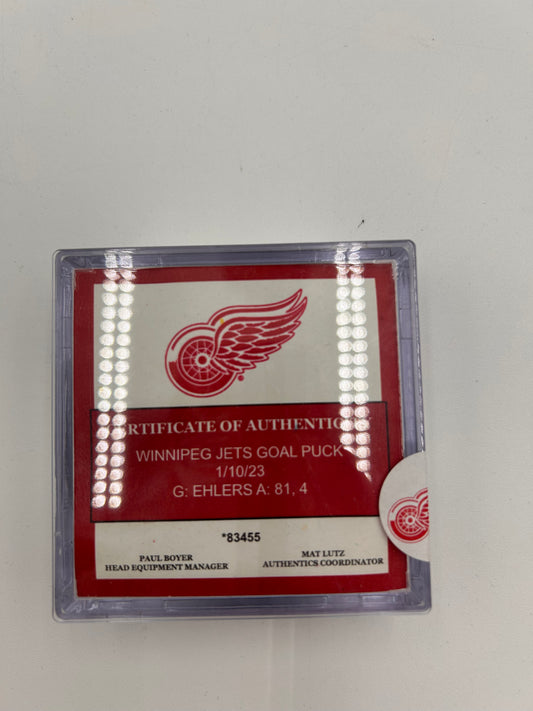 CERTIFICATE OF AUTHENTICITY
WINNIPEG JETS GOAL PUCK
1/10/23
G: EHLERS A: 81, 4
*83455
PAUL BOYER
HEAD EQUIPMENT MANAGER
MAT LUTZ
AUTHENTICS COORDINATOR